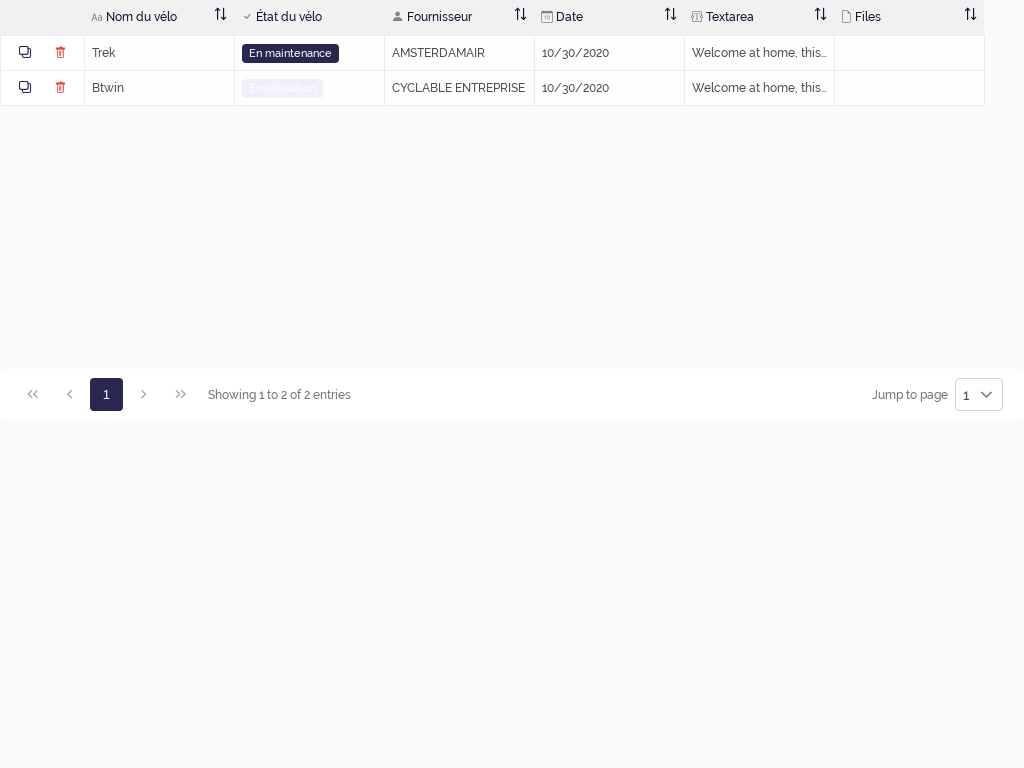 Aa Nom du vélo État du vélo Fournisseur Date Textarea Files
Trek En maintenance AMSTERDAMAIR 10/30/2020 Welcome at home, this...
Btwin En utilisation CYCLABLE ENTREPRISE 10/30/2020 Welcome at home, this...
1 Showing 1 to 2 of 2 entries Jump to page 1